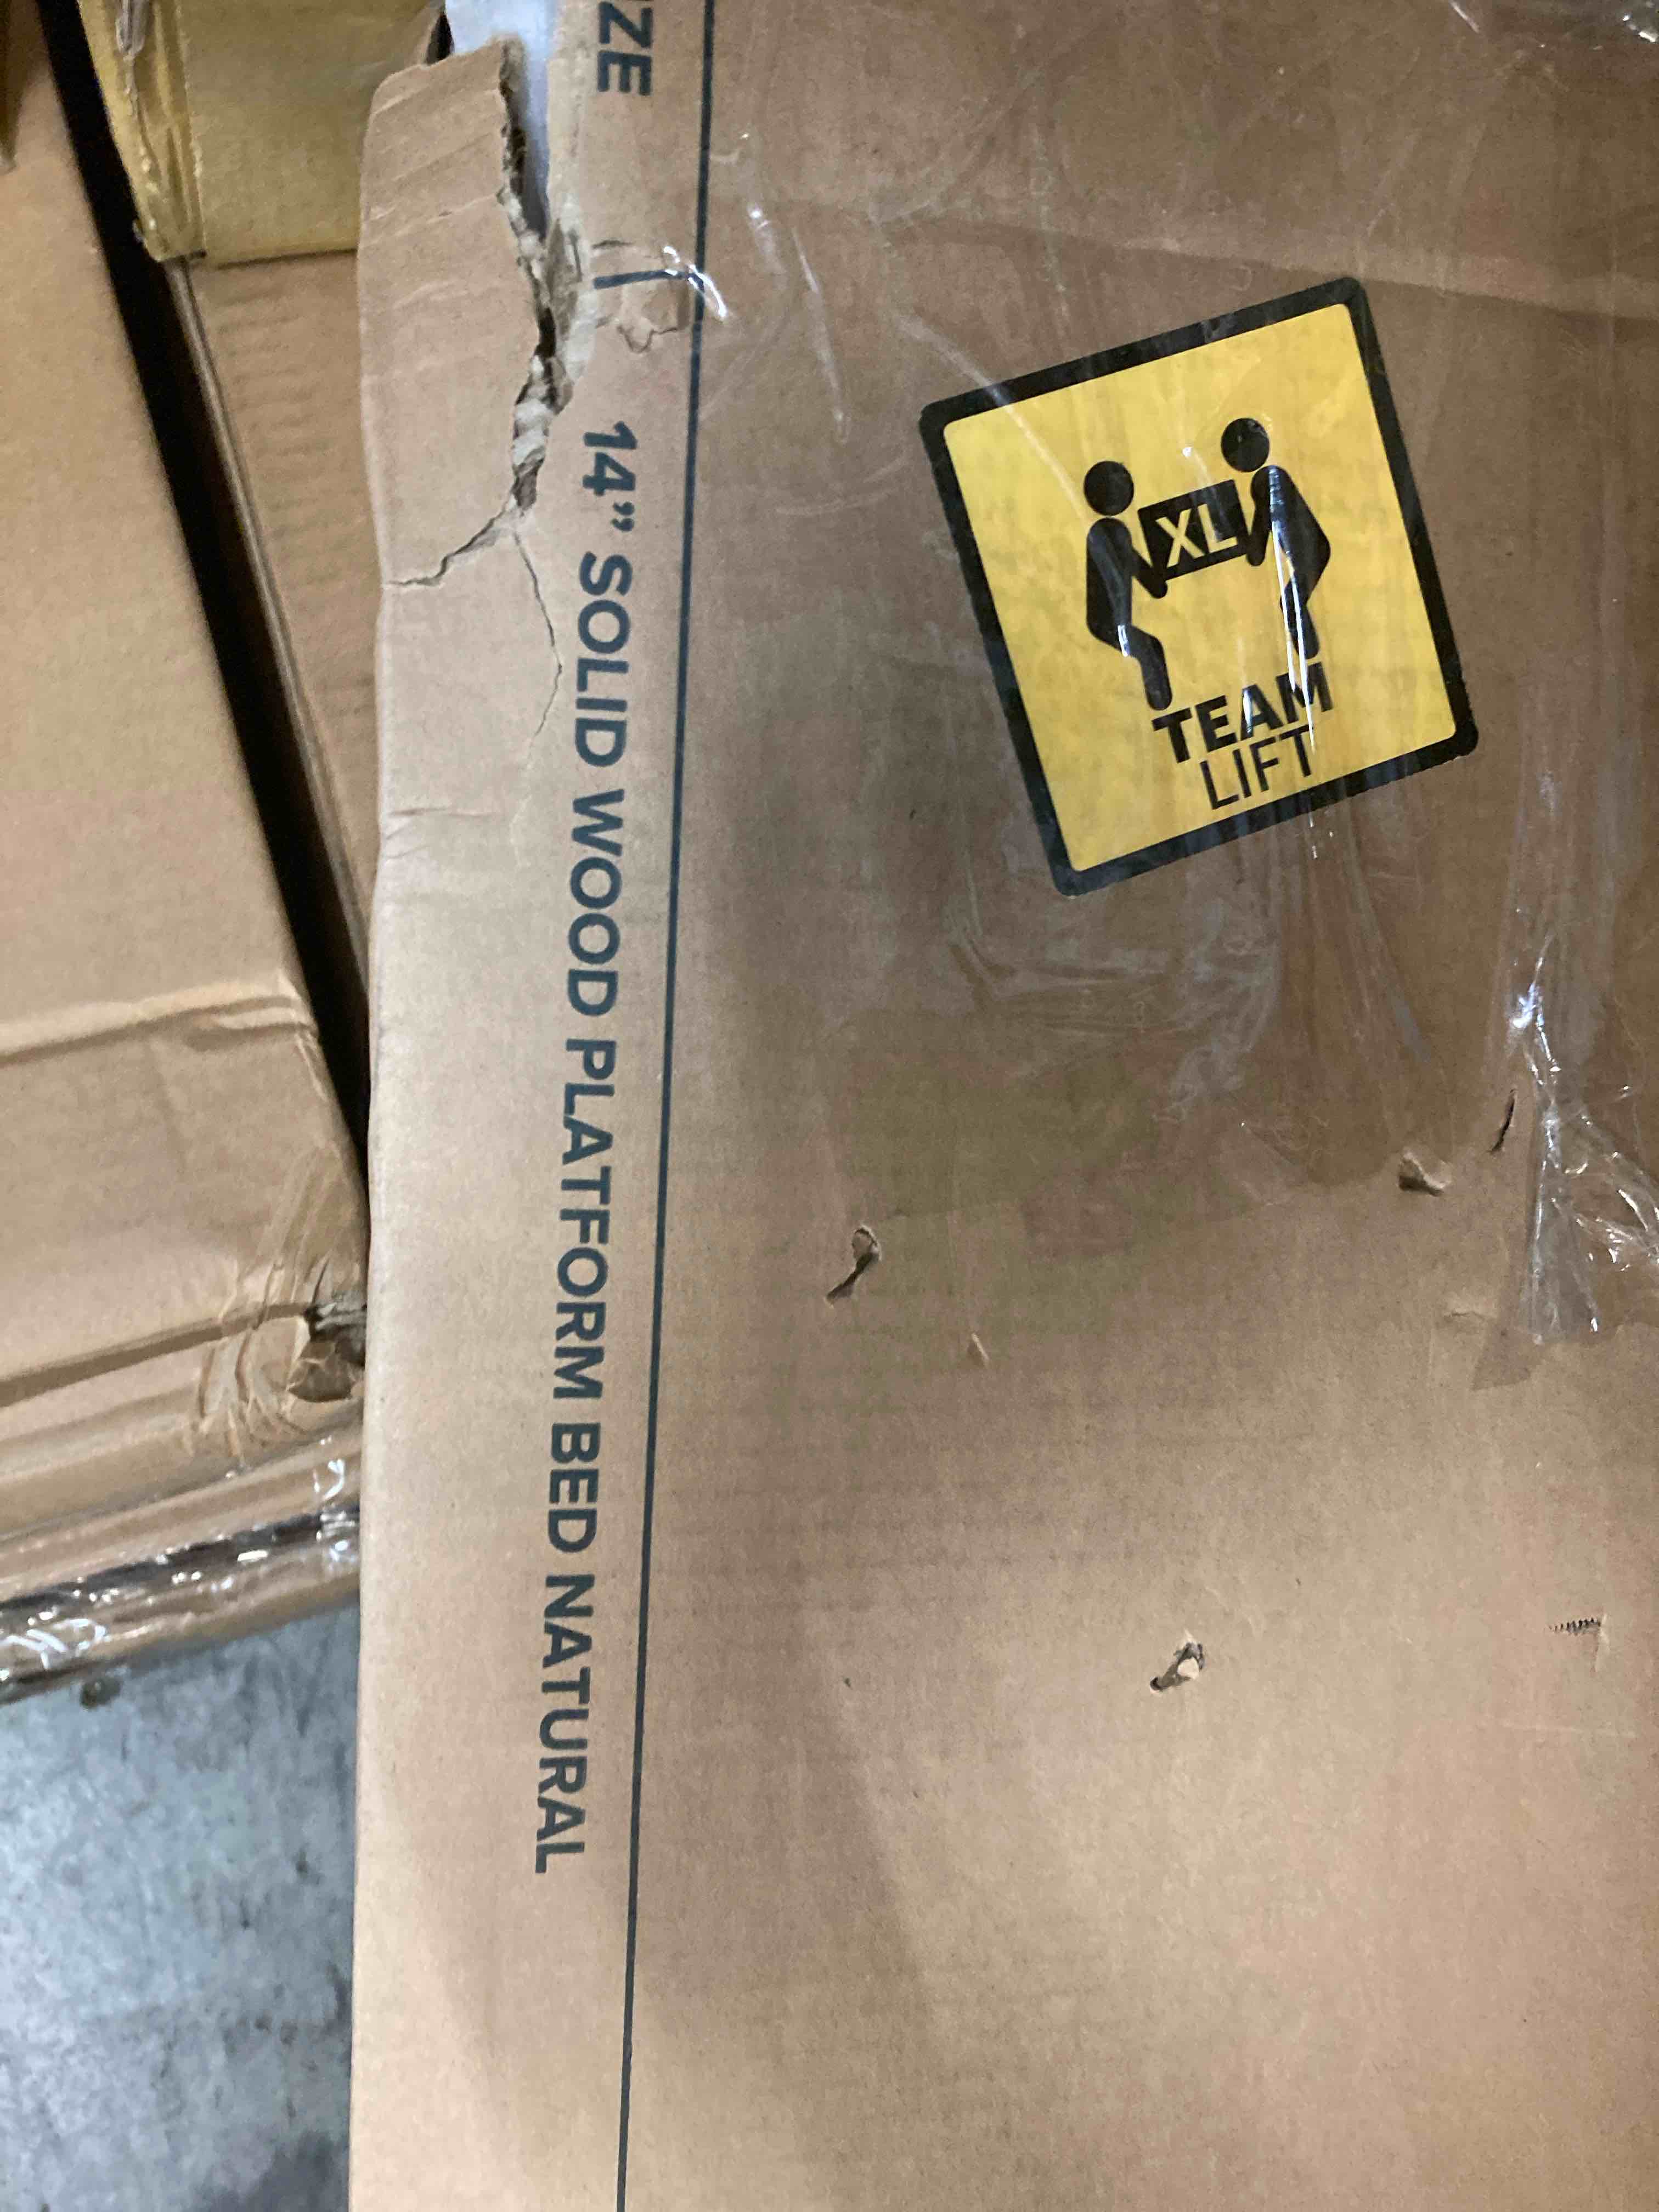 ZE | 14” SOLID WOOD PLATFORM BED NATURAL
XL
TEAM
LIFT